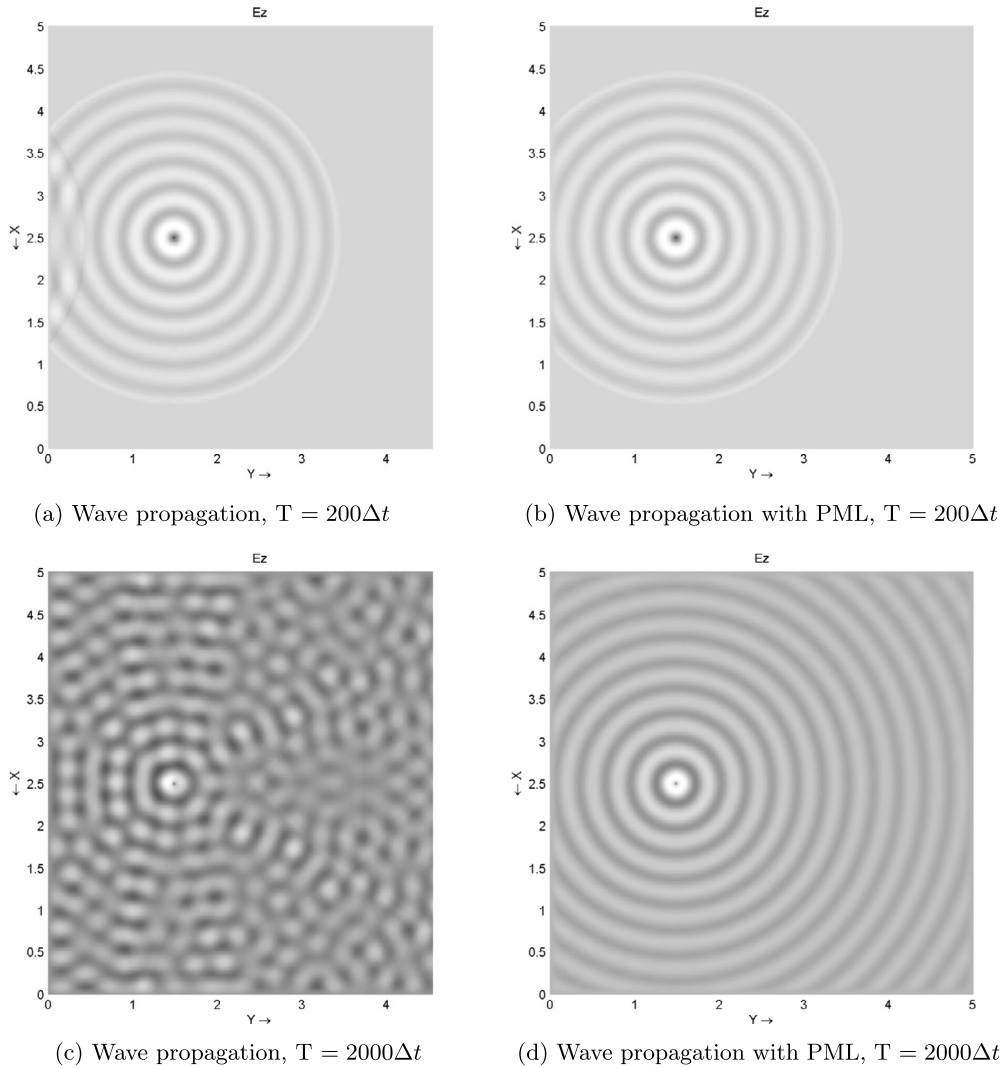 Ez
5
4.5
4
3.5
3
2.5
2
1.5
1
0.5
0
← X
0 1 2 3 4
Y →
(a) Wave propagation, T = 200Δt
Ez
5
4.5
4
3.5
3
2.5
2
1.5
1
0.5
0
← X
0 1 2 3 4 5
Y →
(b) Wave propagation with PML, T = 200Δt
Ez
5
4.5
4
3.5
3
2.5
2
1.5
1
0.5
0
← X
0 1 2 3 4
Y →
(c) Wave propagation, T = 2000Δt
Ez
5
4.5
4
3.5
3
2.5
2
1.5
1
0.5
0
← X
0 1 2 3 4 5
Y →
(d) Wave propagation with PML, T = 2000Δt